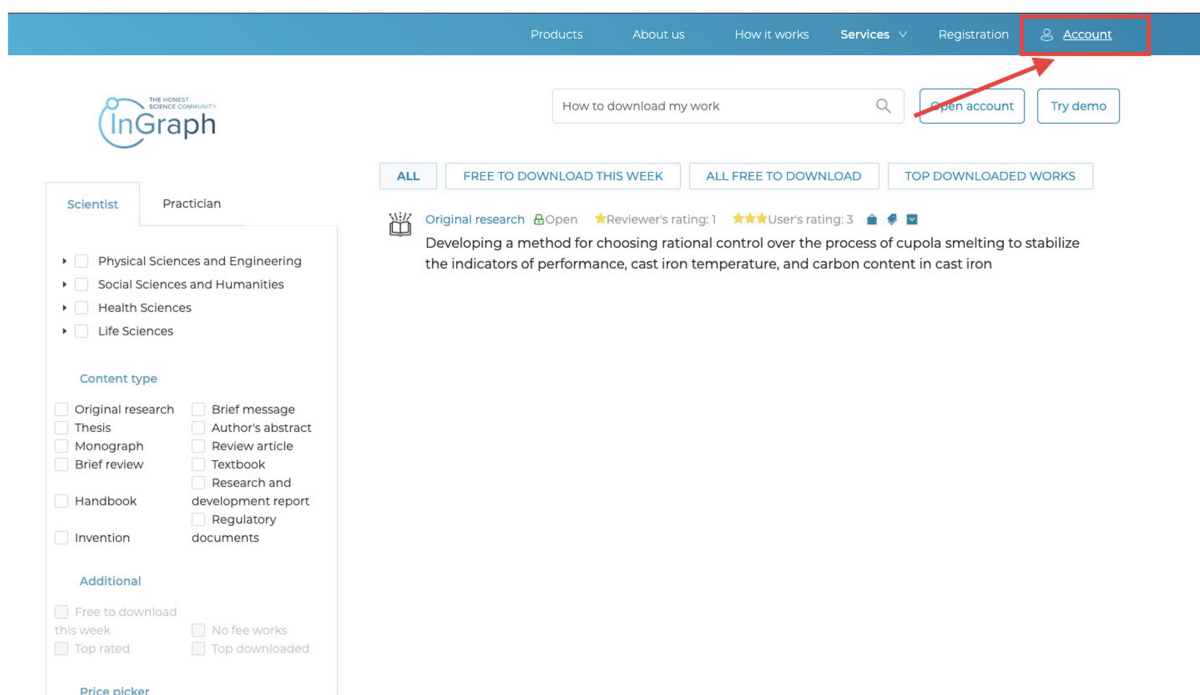 Products About us How it works Services Registration Account
THE HONEST
SCIENCE COMMUNITY
InGraph
How to download my work Open account Try demo
ALL FREE TO DOWNLOAD THIS WEEK ALL FREE TO DOWNLOAD TOP DOWNLOADED WORKS
Scientist Practician
Original research Open Reviewer's rating: 1 User's rating: 3
Developing a method for choosing rational control over the process of cupola smelting to stabilize
the indicators of performance, cast iron temperature, and carbon content in cast iron
Physical Sciences and Engineering
Social Sciences and Humanities
Health Sciences
Life Sciences
Content type
Original research Brief message
Thesis Author's abstract
Monograph Review article
Brief review Textbook
Research and
Handbook development report
Regulatory
Invention documents
Additional
Free to download
this week No fee works
Top rated Top downloaded
Price picker